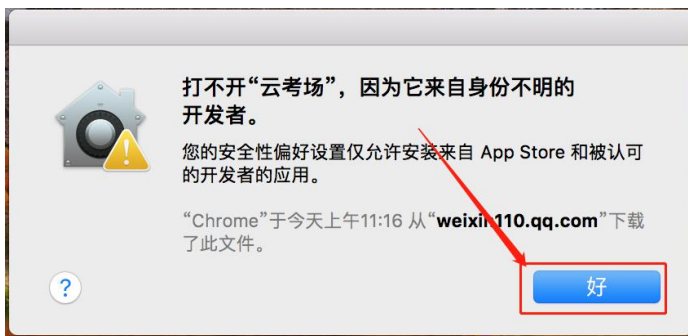 打不开“云考场”，因为它来自身份不明的
开发者。
您的安全性偏好设置仅允许安装来自 App Store 和被认可
的开发者的应用。
“Chrome”于今天上午11:16 从“weixin110.qq.com”下载
了此文件。
?
好